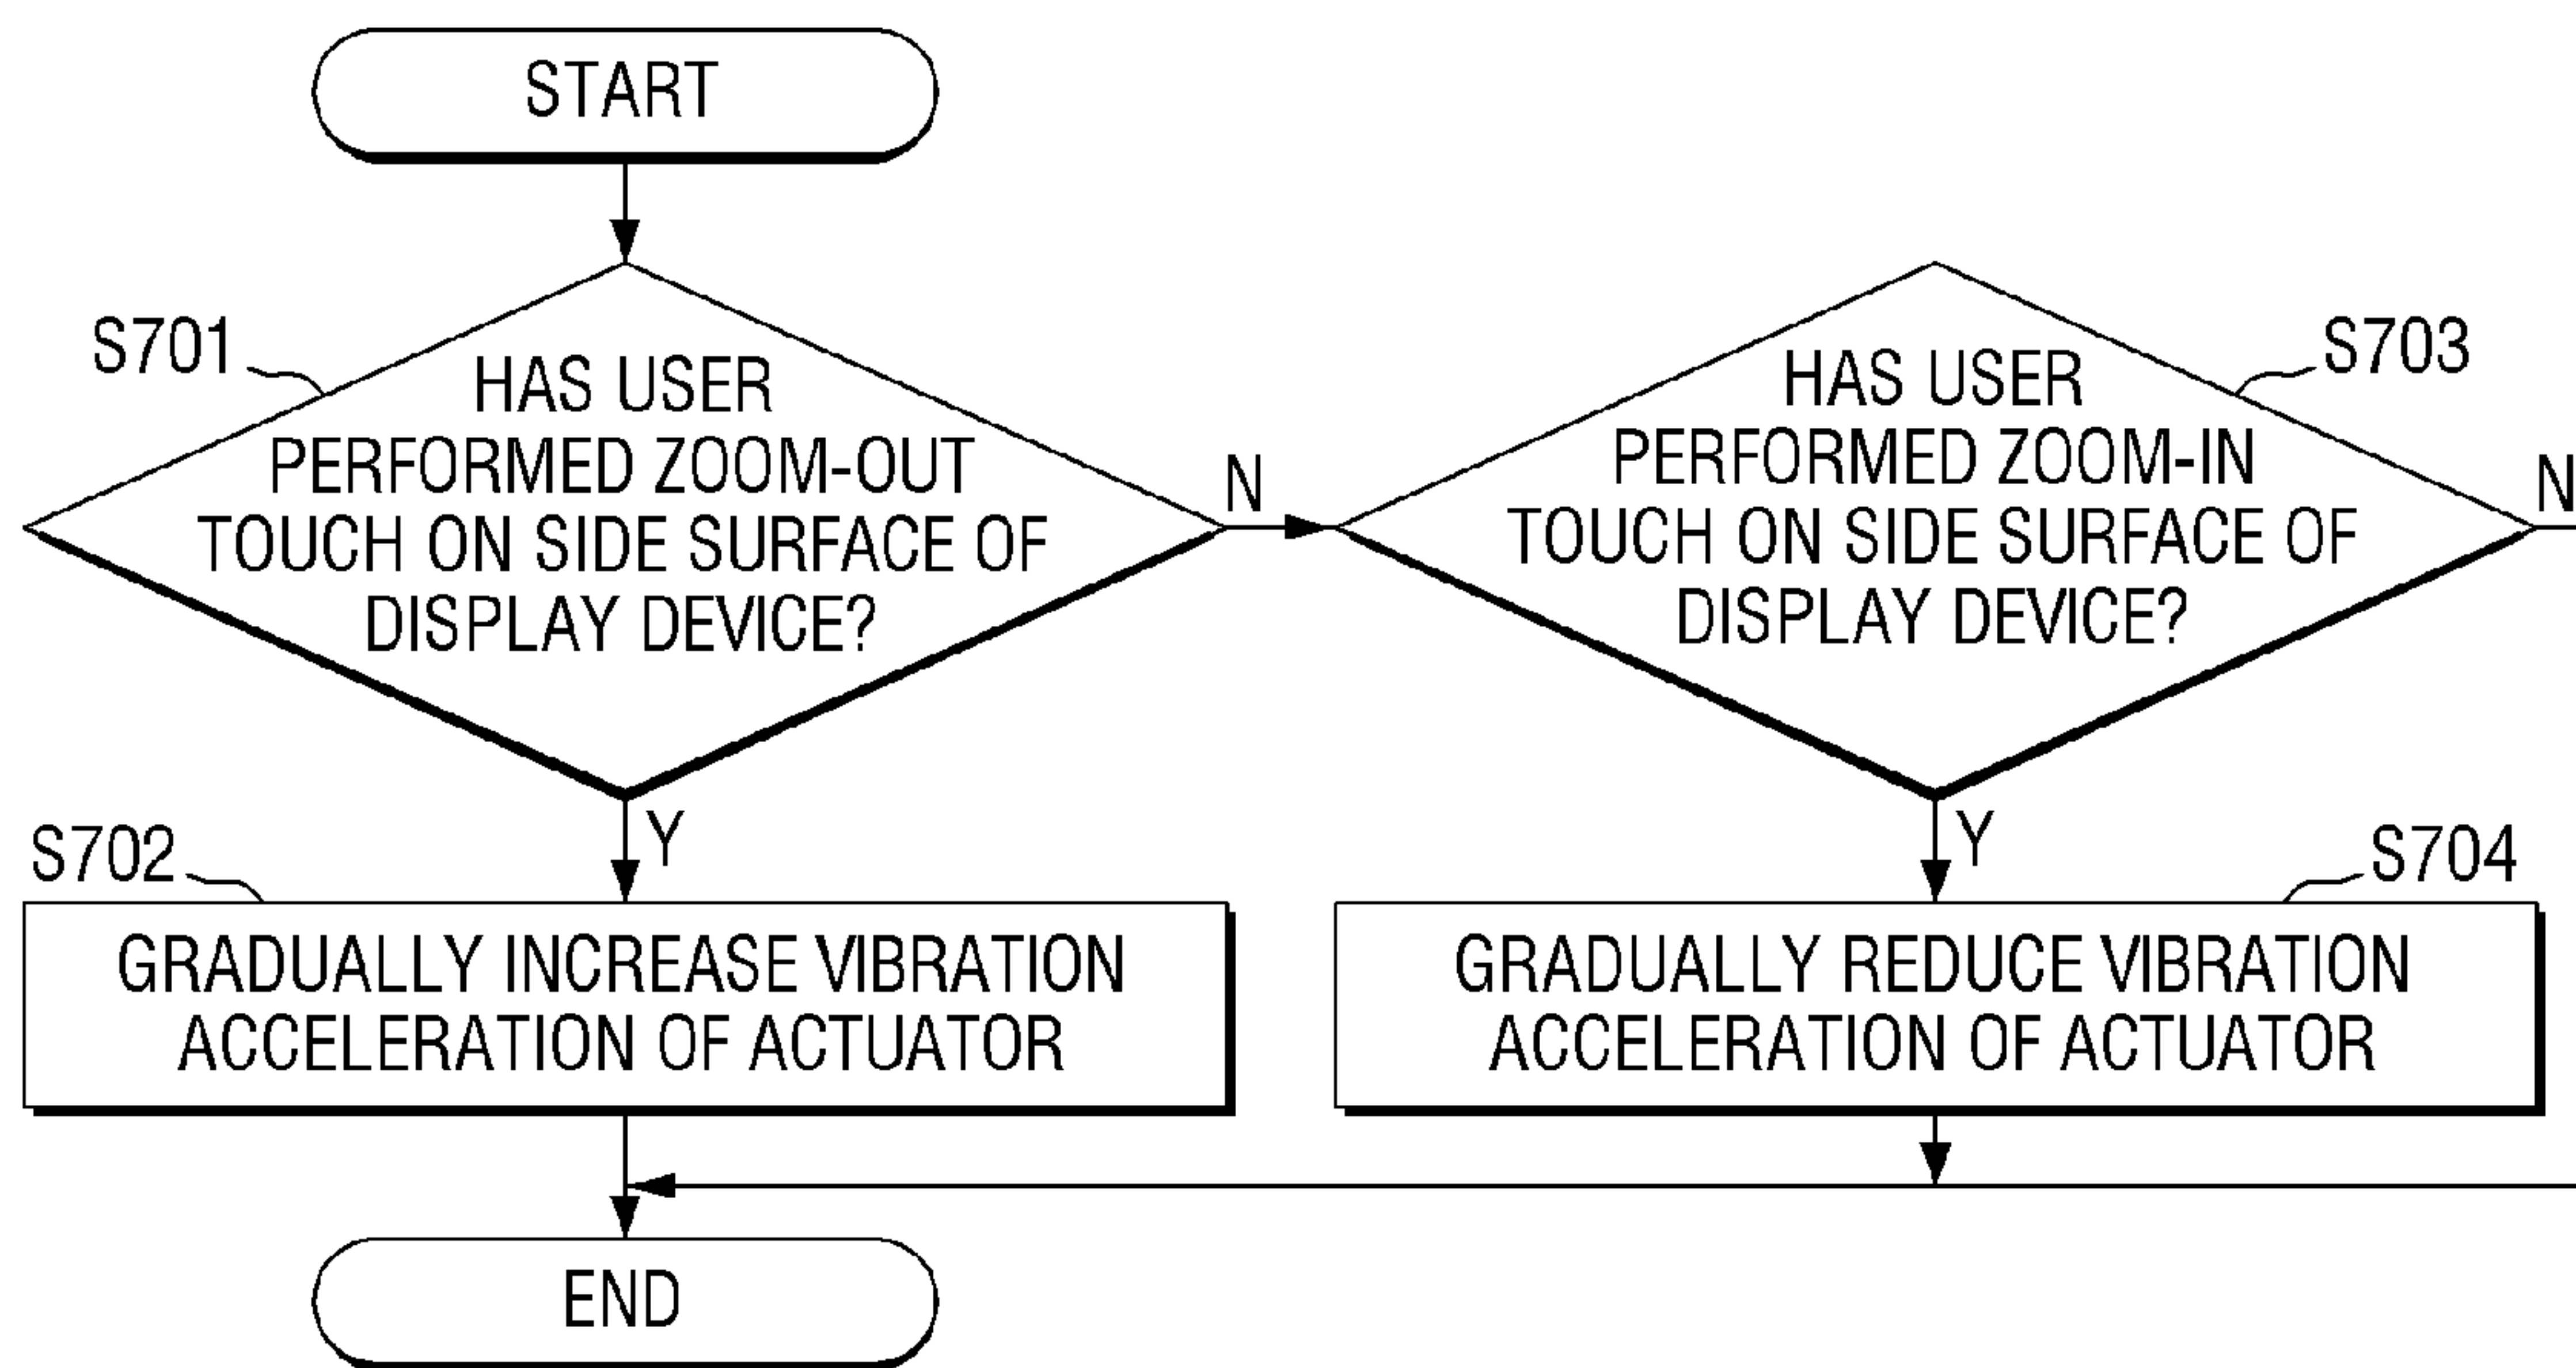 START
S701
HAS USER
PERFORMED ZOOM-OUT
TOUCH ON SIDE SURFACE OF
DISPLAY DEVICE?
N
Y
S703
HAS USER
PERFORMED ZOOM-IN
TOUCH ON SIDE SURFACE OF
DISPLAY DEVICE?
N
Y
S702
GRADUALLY INCREASE VIBRATION
ACCELERATION OF ACTUATOR
S704
GRADUALLY REDUCE VIBRATION
ACCELERATION OF ACTUATOR
END